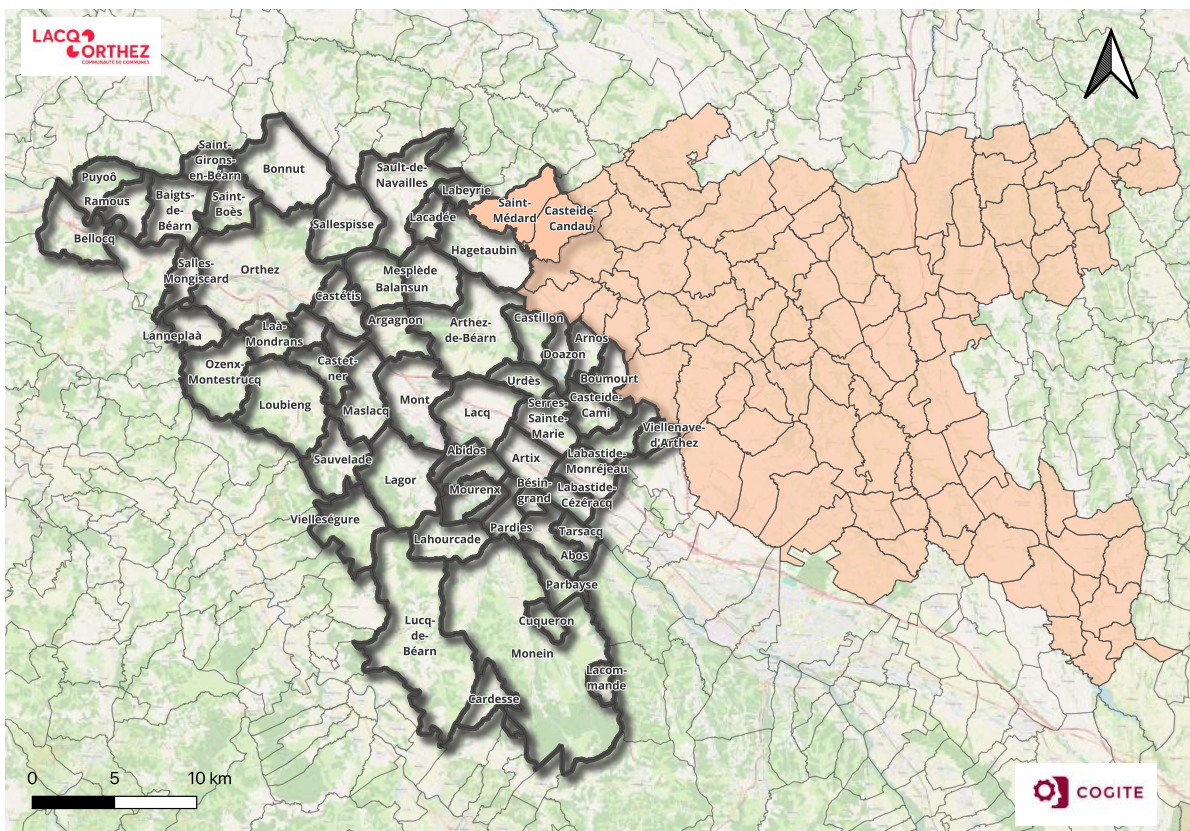 LACQ
ORTHEZ
COMMUNAUTÉ DE COMMUNES
Saint-
Girons-
en-Béarn
Bonnut
Puyoô
Ramous
Baigts-
de-
Béarn
Saint-
Boès
Sault-de-
Navailles
Labeyrie
Lacadée
Saint-
Médard
Casteide-
Candau
Sallespisse
Bellocq
Hagetaubin
Salles-
Mongiscard
Orthez
Mesplède
Balansun
Castétis
Lanneplaà
Laà-
Mondrans
Argagnon
Arthez-
de-Béarn
Castillon
Arnos
Doazon
Ozenx-
Montestrucq
Castet-
ner
Boumourt
Urdès
Loubieng
Maslacq
Mont
Lacq
Serres-
Sainte-
Marie
Casteide-
Cami
Viellenave-
d'Arthez
Sauvelade
Abidos
Artix
Labastide-
Monréjeau
Lagor
Mourenx
Bésin-
grand
Labastide-
Cézéracq
Vielleségure
Lahourcade
Pardies
Tarsacq
Abos
Parbayse
Lucq-
de-
Béarn
Cuqueron
Monein
Lacom-
mande
Cardesse
0 5 10 km
COGITE